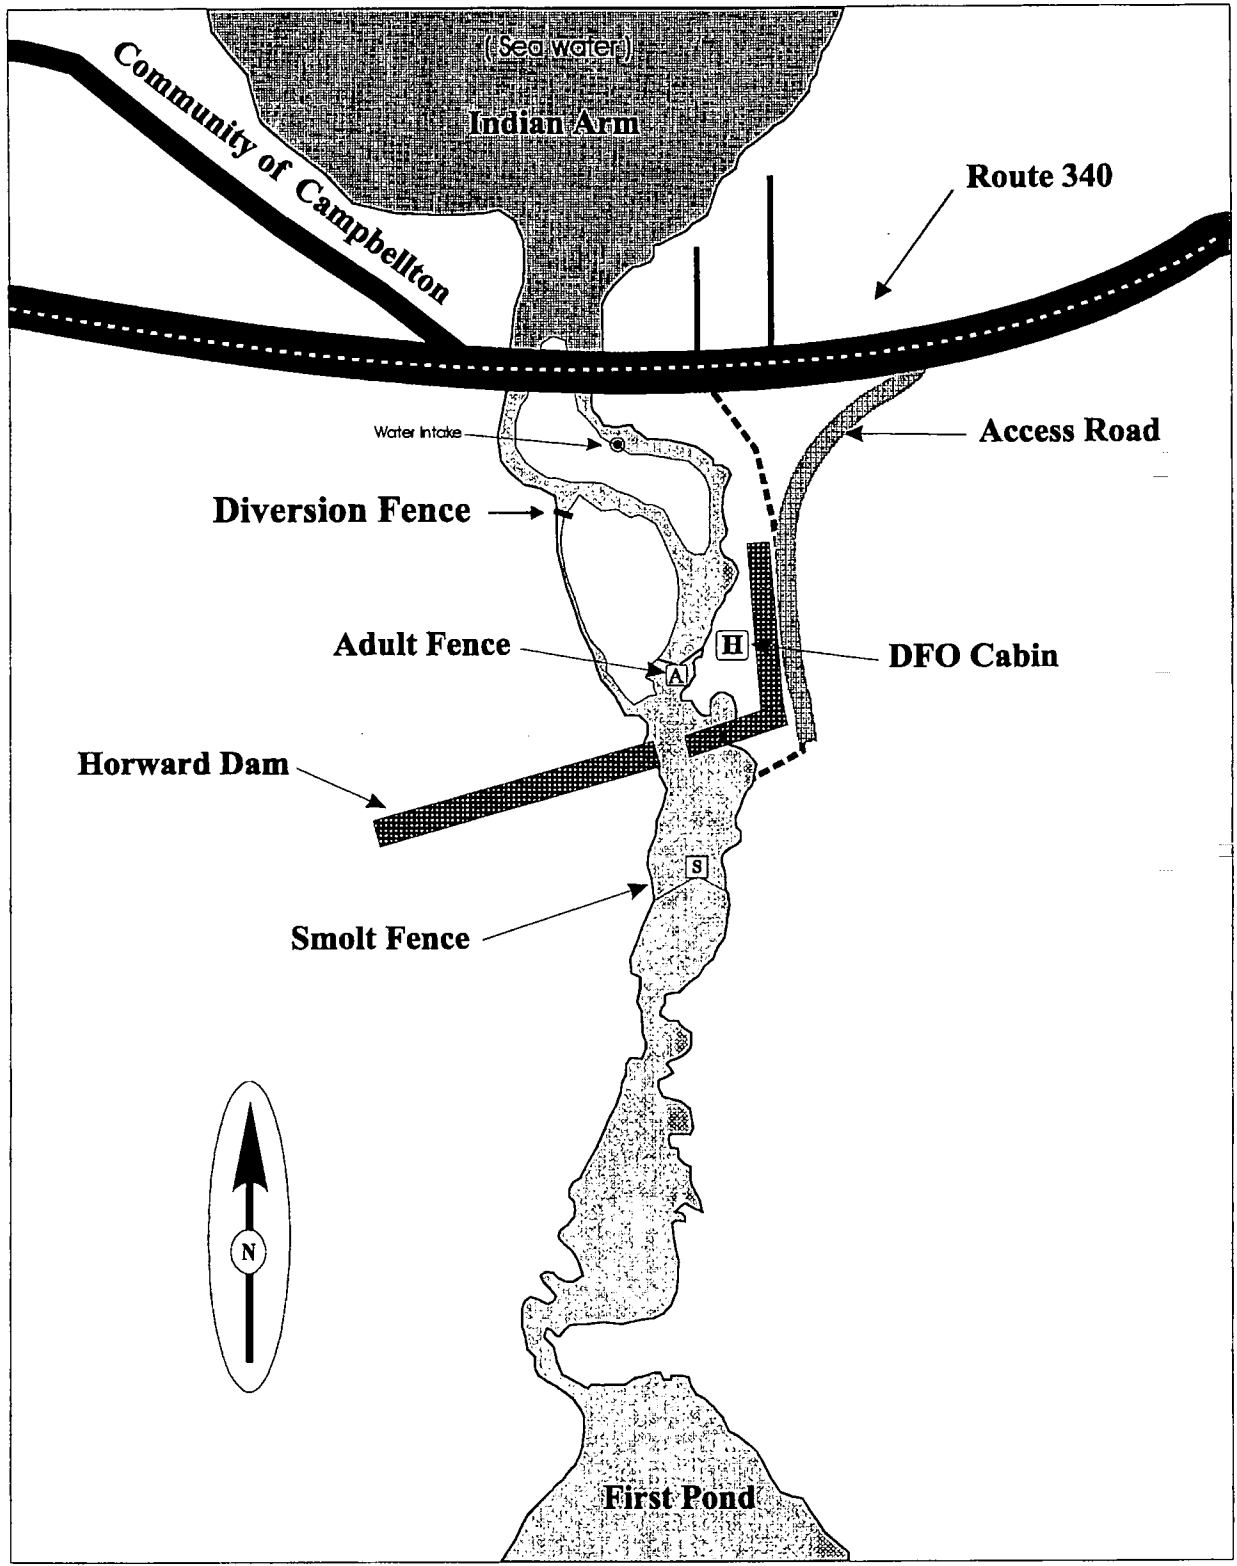 ( Sea water )
Indian Arm
Community of Campbellton
Route 340
Water Intake
Access Road
Diversion Fence
Adult Fence
H
DFO Cabin
A
Horward Dam
S
Smolt Fence
N
First Pond